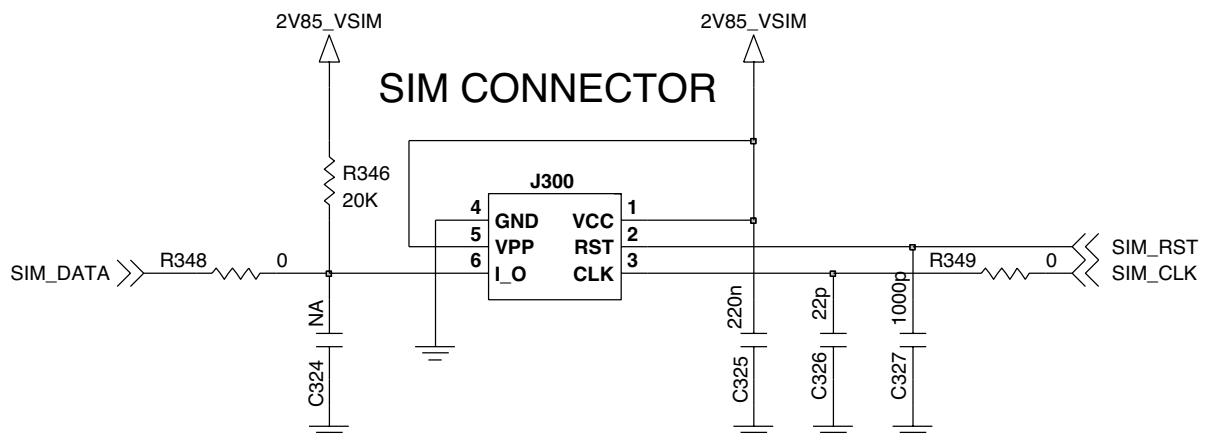 2V85_VSIM
2V85_VSIM
SIM CONNECTOR
R346
20K
J300
4 GND VCC 1
5 VPP RST 2
6 I_O CLK 3
SIM_DATA
R348 0
R349 0
SIM_RST
SIM_CLK
NA
C324
220n
C325
22p
C326
1000p
C327